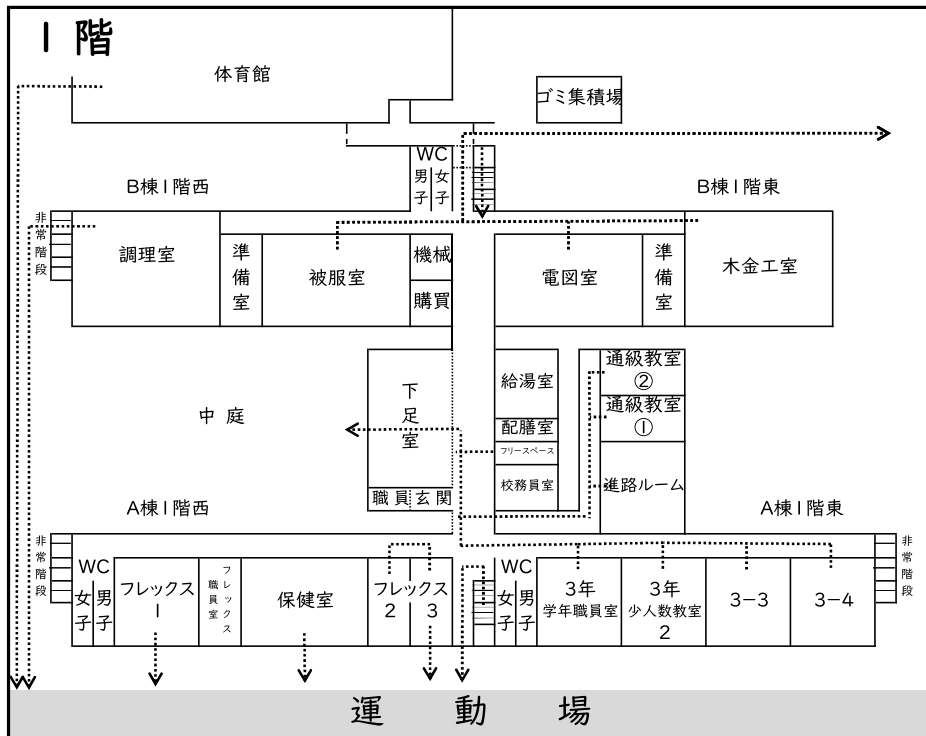 1階
体育館
ゴミ集積場
WC
男子
女子
B棟1階西
B棟1階東
非常階段
調理室
準備室
被服室
機械
購買
電図室
準備室
木金工室
中庭
下足室
職員玄関
給湯室
配膳室
フリースペース
校務員室
通級教室
②
通級教室
①
進路ルーム
A棟1階西
A棟1階東
非常階段
WC
女子
男子
フレックス
1
フレックス
職員室
保健室
フレックス
2 3
WC
女子
男子
3年
学年職員室
3年
少人数教室
2
3-3
3-4
非常階段
運動場